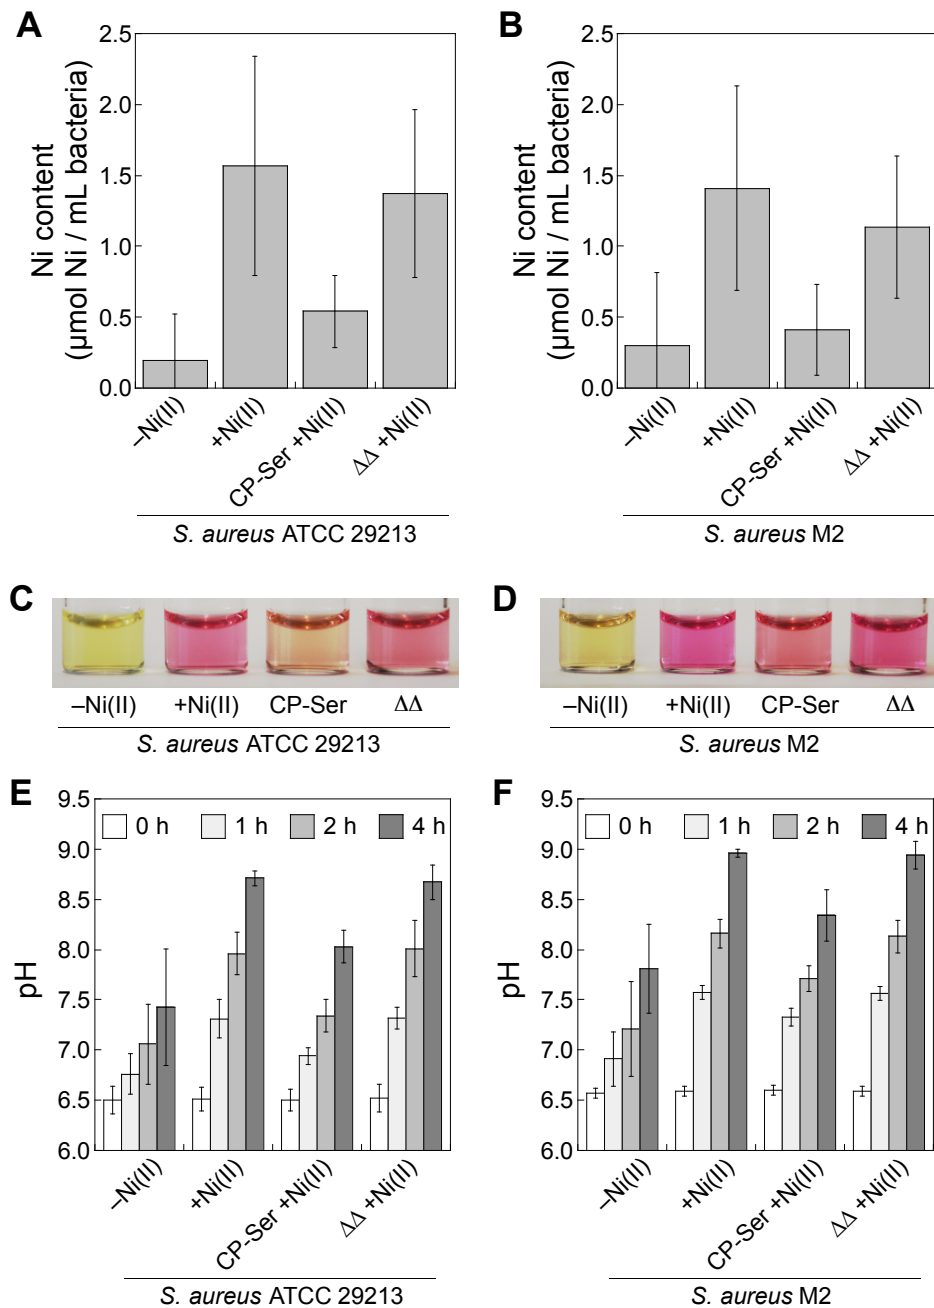 A
Ni content
(μmol Ni / mL bacteria)
2.5
2.0
1.5
1.0
0.5
0.0
–Ni(II)
+Ni(II)
CP-Ser +Ni(II)
ΔΔ +Ni(II)
S. aureus ATCC 29213
B
Ni content
(μmol Ni / mL bacteria)
2.5
2.0
1.5
1.0
0.5
0.0
–Ni(II)
+Ni(II)
CP-Ser +Ni(II)
ΔΔ +Ni(II)
S. aureus M2
C
–Ni(II) +Ni(II) CP-Ser ΔΔ
S. aureus ATCC 29213
D
–Ni(II) +Ni(II) CP-Ser ΔΔ
S. aureus M2
E
pH
9.5
9.0
8.5
8.0
7.5
7.0
6.5
6.0
0 h 1 h 2 h 4 h
–Ni(II)
+Ni(II)
CP-Ser +Ni(II)
ΔΔ +Ni(II)
S. aureus ATCC 29213
F
pH
9.5
9.0
8.5
8.0
7.5
7.0
6.5
6.0
0 h 1 h 2 h 4 h
–Ni(II)
+Ni(II)
CP-Ser +Ni(II)
ΔΔ +Ni(II)
S. aureus M2